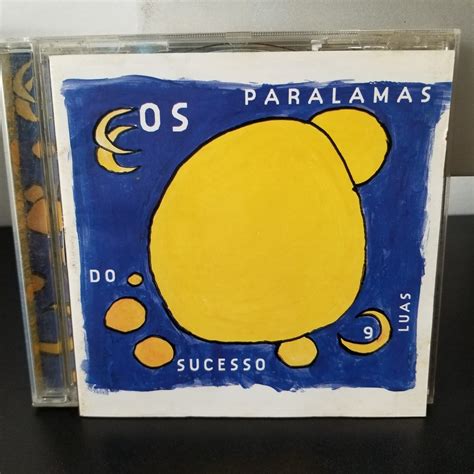 OS PARALAMAS
DO
SUCESSO
9 LUAS